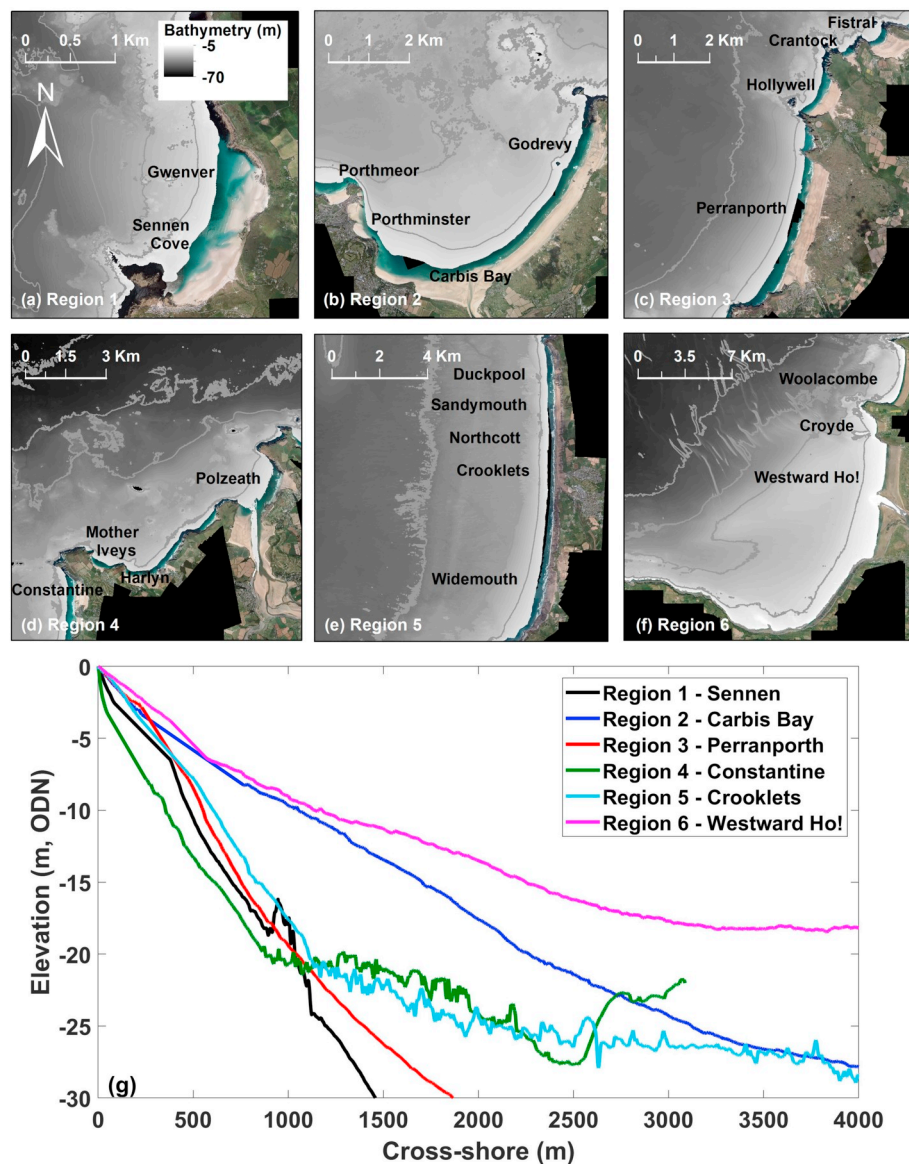 Bathymetry (m)
-5
-70
0 0.5 1 Km
N
Gwenver
Sennen
Cove
(a) Region 1
0 1 2 Km
Godrevy
Porthmeor
Porthminster
Carbis Bay
(b) Region 2
0 1 2 Km
Fistral
Crantock
Hollywell
Perranporth
(c) Region 3
0 1.5 3 Km
Polzeath
Mother
Iveys
Harlyn
Constantine
(d) Region 4
0 2 4 Km
Duckpool
Sandymouth
Northcott
Crooklets
Widemouth
(e) Region 5
0 3.5 7 Km
Woolacombe
Croyde
Westward Ho!
(f) Region 6
Elevation (m, ODN)
0
-5
-10
-15
-20
-25
-30
Region 1 - Sennen
Region 2 - Carbis Bay
Region 3 - Perranporth
Region 4 - Constantine
Region 5 - Crooklets
Region 6 - Westward Ho!
(g)
0 500 1000 1500 2000 2500 3000 3500 4000
Cross-shore (m)